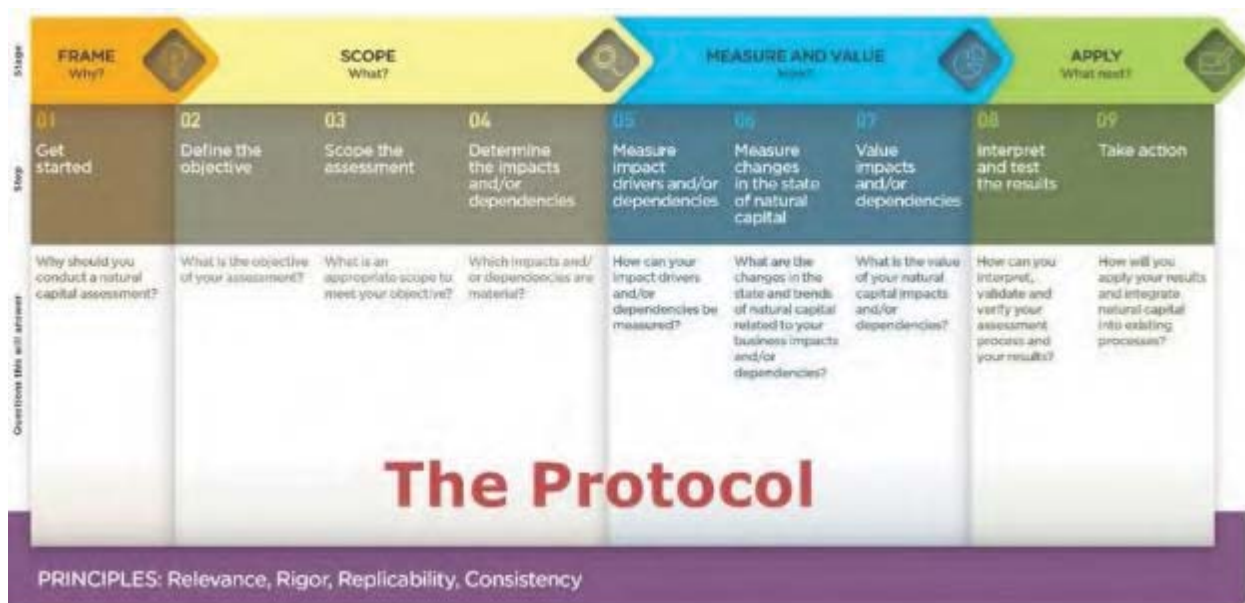 Stage
FRAME
Why?
SCOPE
What?
MEASURE AND VALUE
How?
APPLY
What next?
Step
01
Get
started
02
Define the
objective
03
Scope the
assessment
04
Determine
the impacts
and/or
dependencies
05
Measure
impact
drivers and/or
dependencies
06
Measure
changes
in the state
of natural
capital
07
Value
impacts
and/or
dependencies
08
Interpret
and test
the results
09
Take action
Questions this will answer
Why should you
conduct a natural
capital assessment?
What is the objective
of your assessment?
What is an
appropriate scope to
meet your objective?
Which impacts and/
or dependencies are
material?
How can your
impact drivers
and/or
dependencies be
measured?
What are the
changes in the
state and trends
of natural capital
related to your
business impacts
and/or
dependencies?
What is the value
of your natural
capital impacts
and/or
dependencies?
How can you
interpret,
validate and
verify your
assessment
process and
your results?
How will you
apply your results
and integrate
natural capital
into existing
processes?
The Protocol
PRINCIPLES: Relevance, Rigor, Replicability, Consistency